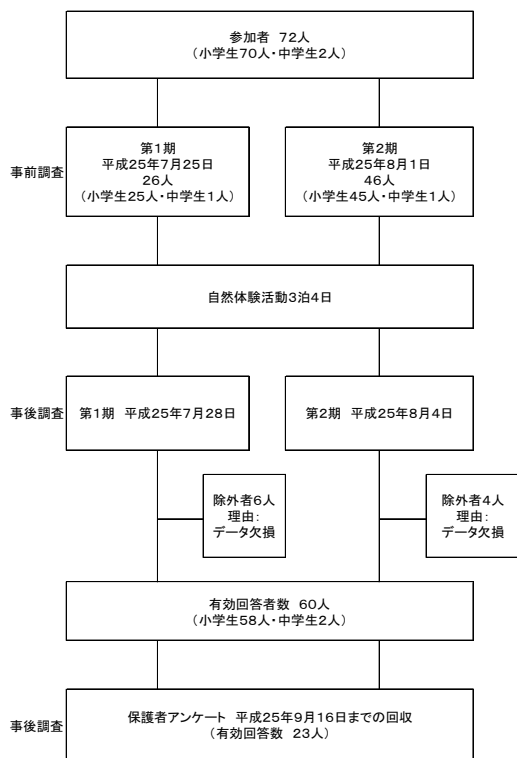 参加者 72人
(小学生70人・中学生2人)
事前調査
第1期
平成25年7月25日
26人
(小学生25人・中学生1人)
第2期
平成25年8月1日
46人
(小学生45人・中学生1人)
自然体験活動3泊4日
事後調査
第1期 平成25年7月28日
第2期 平成25年8月4日
除外者6人
理由:
データ欠損
除外者4人
理由:
データ欠損
有効回答者数 60人
(小学生58人・中学生2人)
事後調査
保護者アンケート 平成25年9月16日までの回収
(有効回答数 23人)